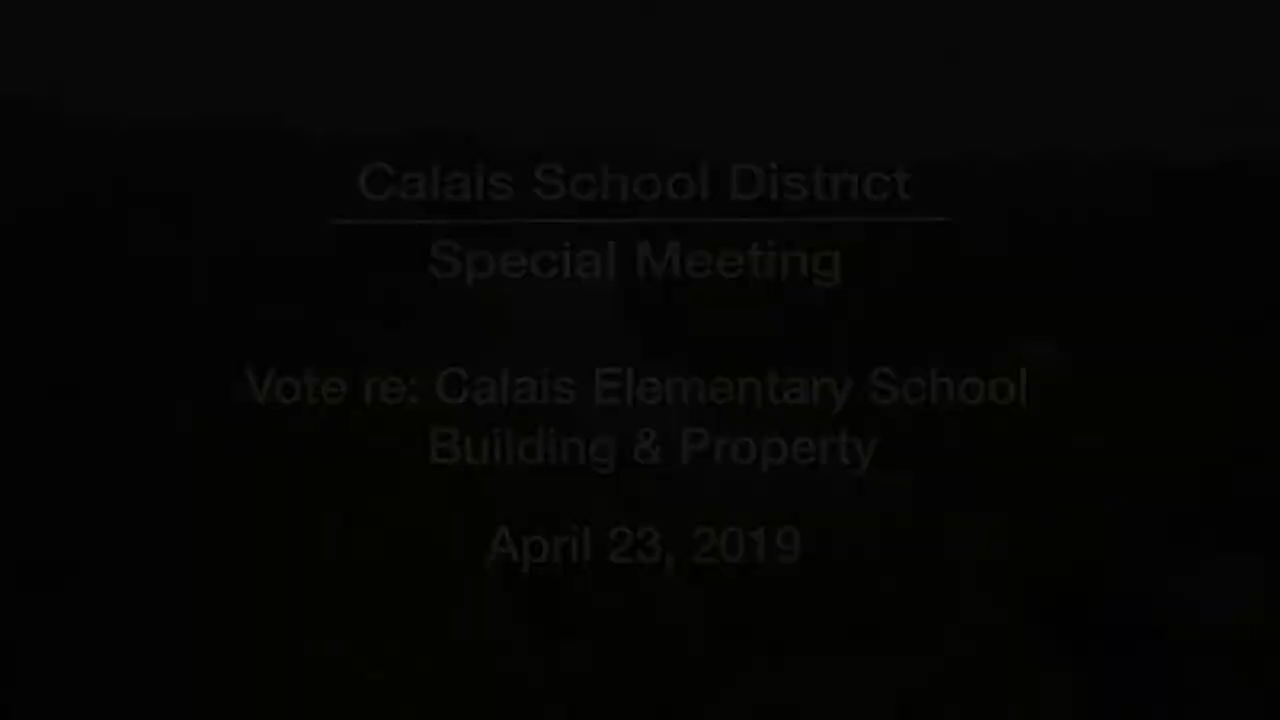 Calais School District
Special Meeting
Vote re: Calais Elementary School
Building & Property
April 23, 2019